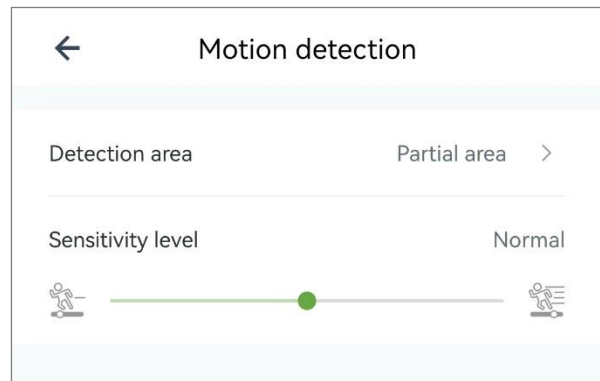 Motion detection
Detection area Partial area
Sensitivity level Normal